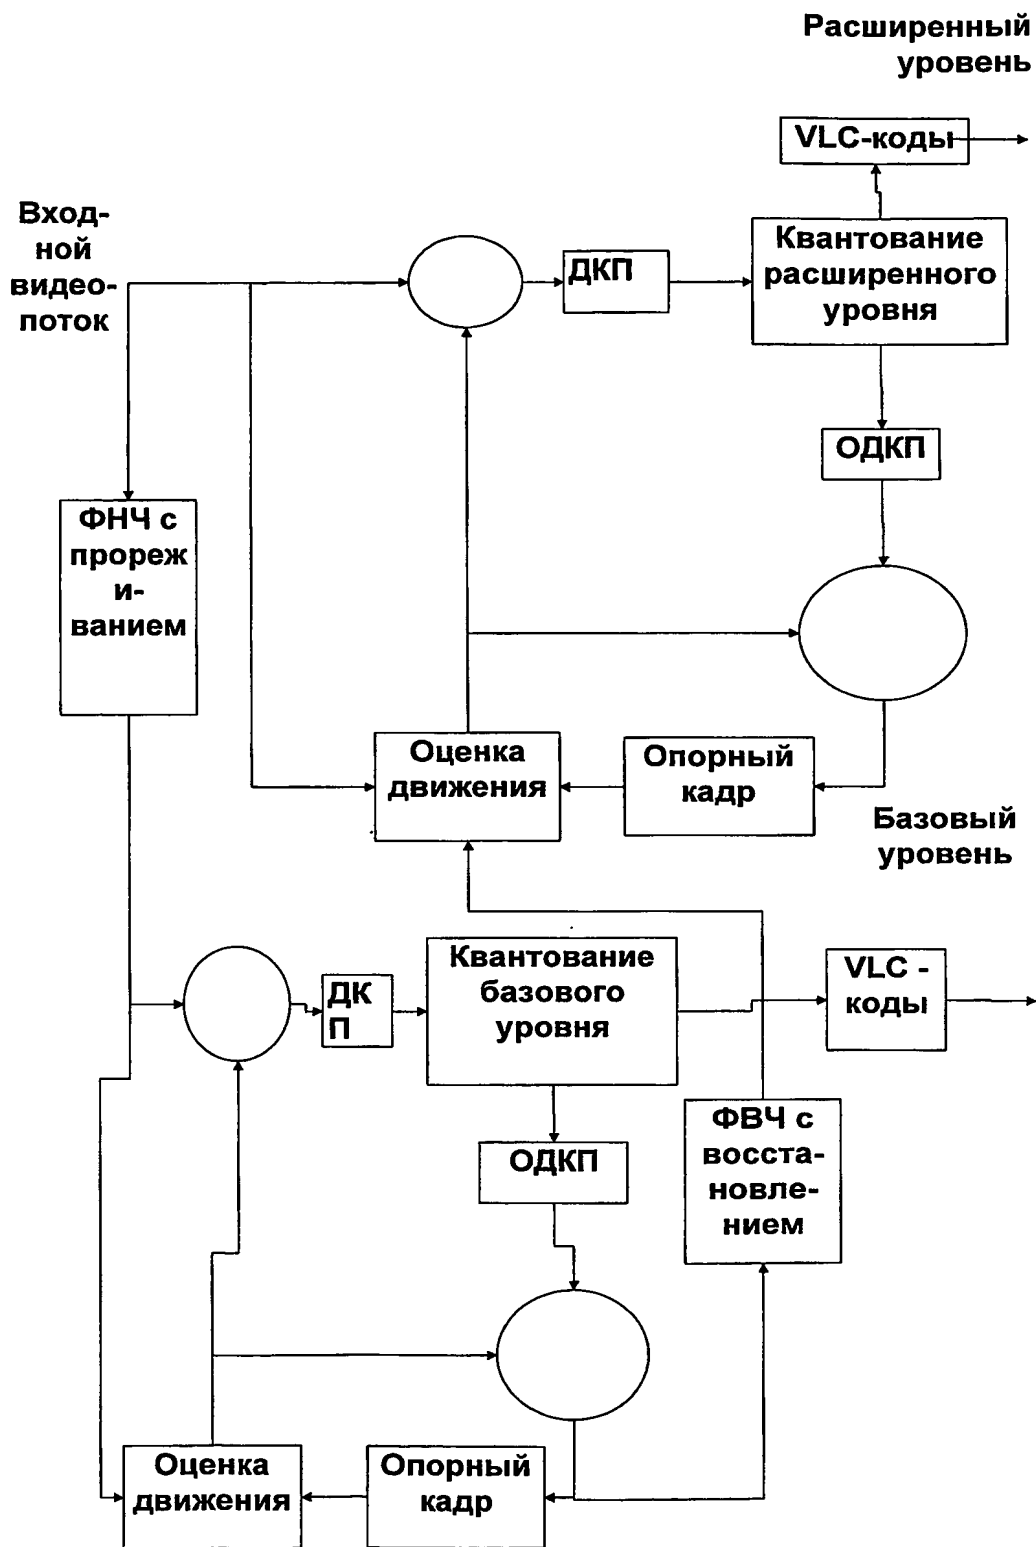 Расширенный
уровень
VLC-коды
Вход-
ной
видео-
поток
ДКП
Квантование
расширенного
уровня
ОДКП
ФНЧ с
прореж
и-
ванием
Оценка
движения
Опорный
кадр
Базовый
уровень
ДК
П
Квантование
базового
уровня
VLC -
коды
ОДКП
ФВЧ с
восста-
новле-
нием
Оценка
движения
Опорный
кадр